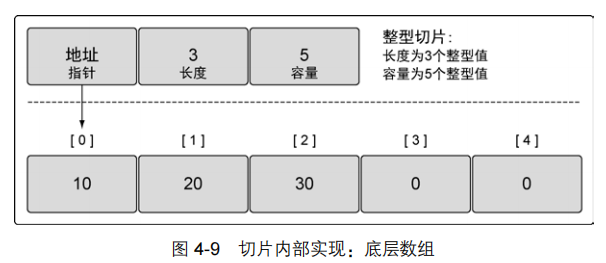 地址
指针
3
长度
5
容量
整型切片:
长度为3个整型值
容量为5个整型值
[ 0 ] [ 1 ] [ 2 ] [ 3 ] [ 4 ]
10 20 30 0 0
图 4-9 切片内部实现：底层数组